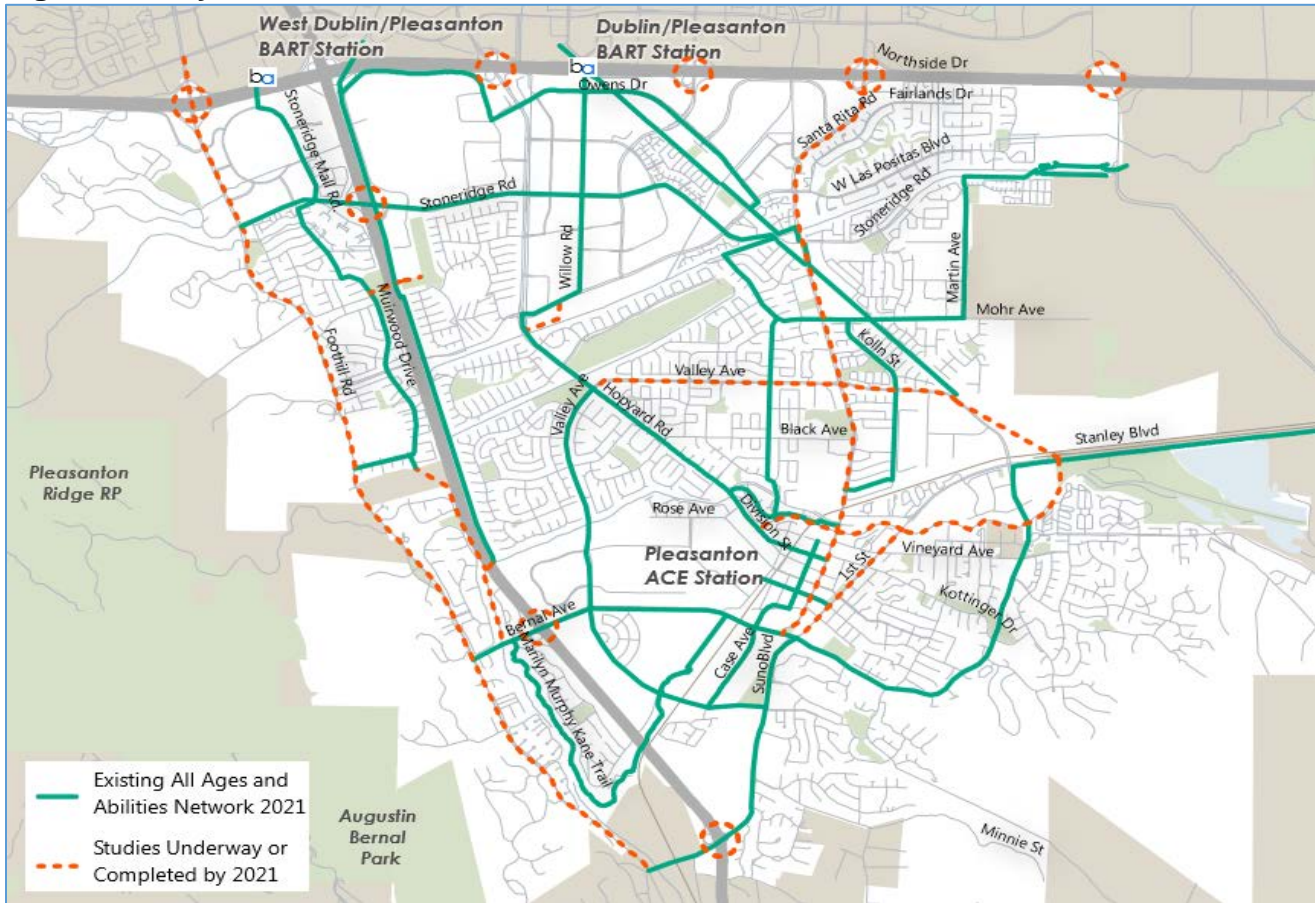 West Dublin/Pleasanton
BART Station
Dublin/Pleasanton
BART Station
ba
ba
Northside Dr
Owens Dr
Fairlands Dr
Stoneridge Mall Rd.
Santa Rita Rd
W Las Positas Blvd
Stoneridge Rd
Stoneridge Rd
Willow Rd
Martin Ave
Mohr Ave
Muirwood Drive
Foothill Rd
Kolln St
Valley Ave
Valley Ave
Hopyard Rd
Black Ave
Stanley Blvd
Pleasanton
Ridge RP
Rose Ave
Division St
Vineyard Ave
Pleasanton
ACE Station
1st St
Kottinger Dr
Bernal Ave
Case Ave
SunoBlvd
Marilyn Murphy Kane Trail
Existing All Ages and
Abilities Network 2021
Studies Underway or
Completed by 2021
Augustin
Bernal
Park
Minnie St